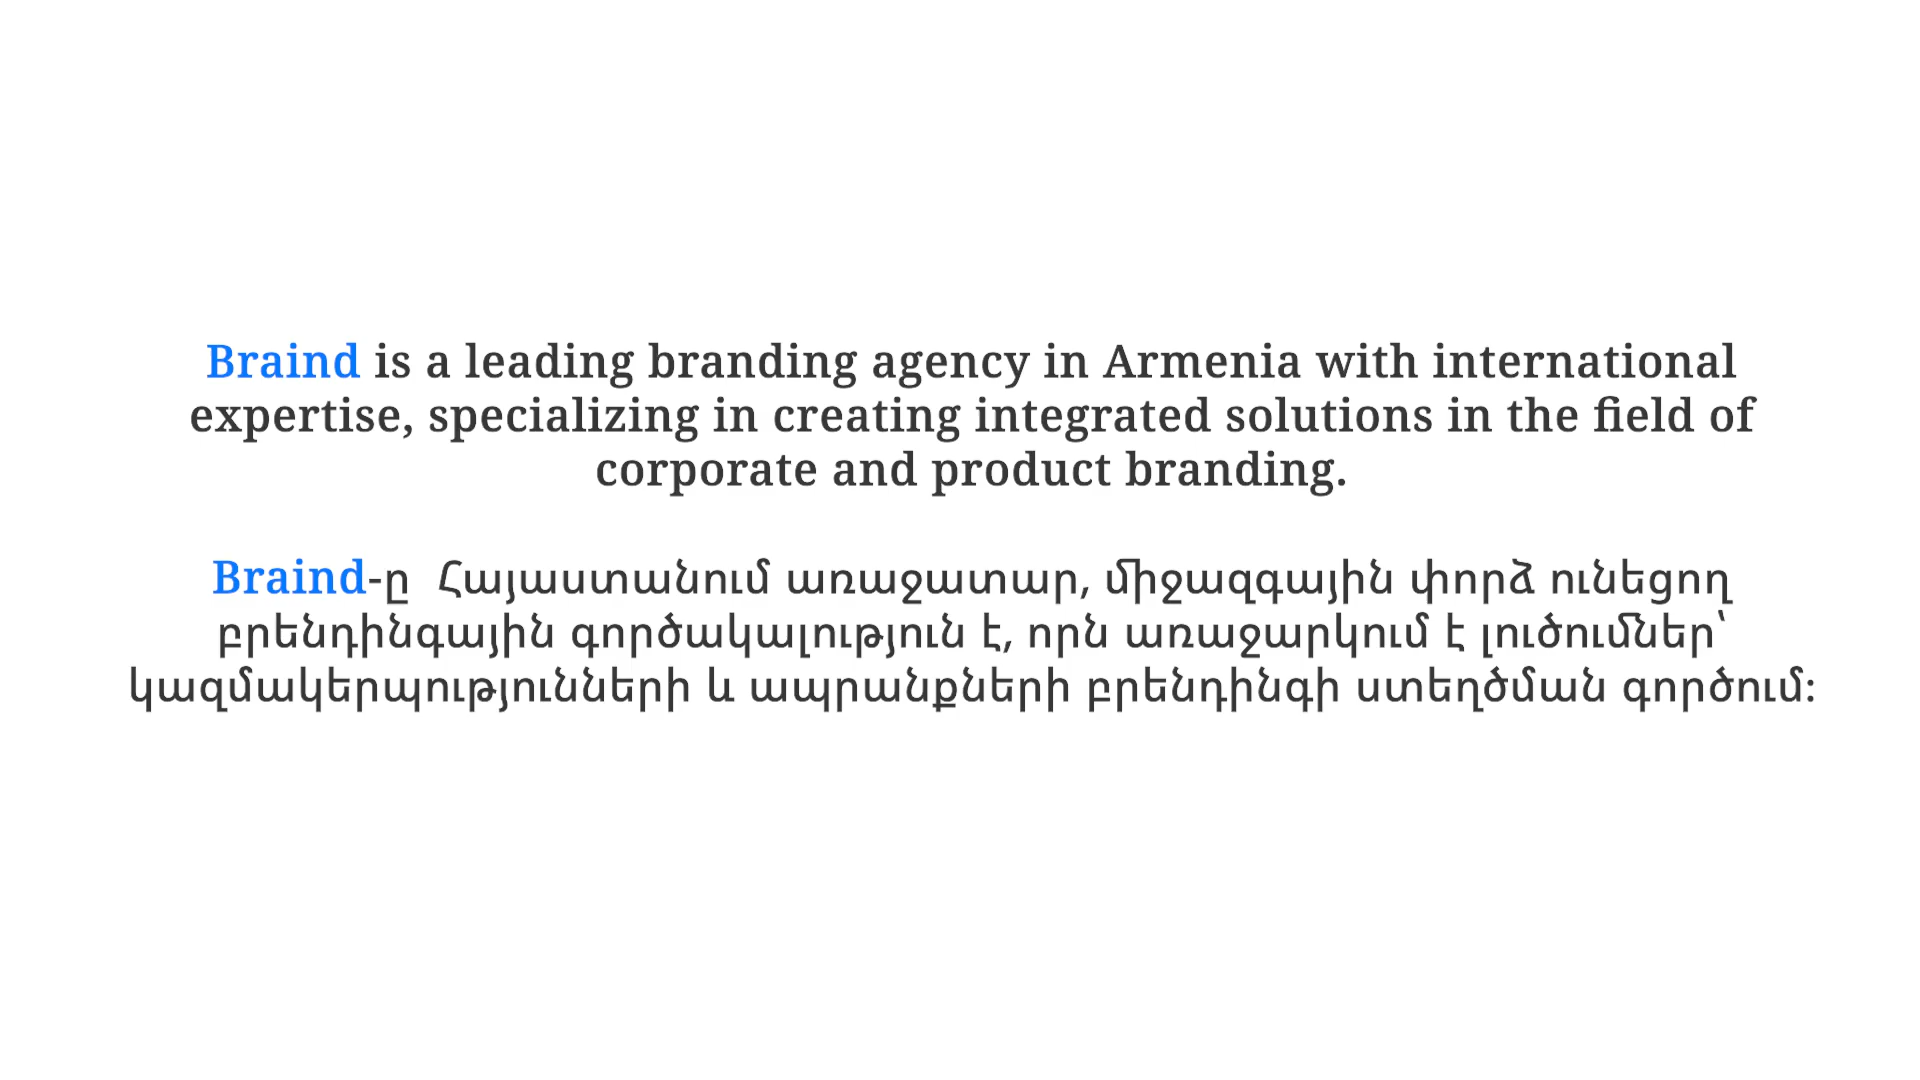 Braind is a leading branding agency in Armenia with international
expertise, specializing in creating integrated solutions in the field of
corporate and product branding.
Braind-ը Հայաստանում առաջատար, միջազգային փորձ ունեցող
բրենդինգային գործակալություն է, որն առաջարկում է լուծումներ՝
կազմակերպությունների և ապրանքների բրենդինգի ստեղծման գործում: